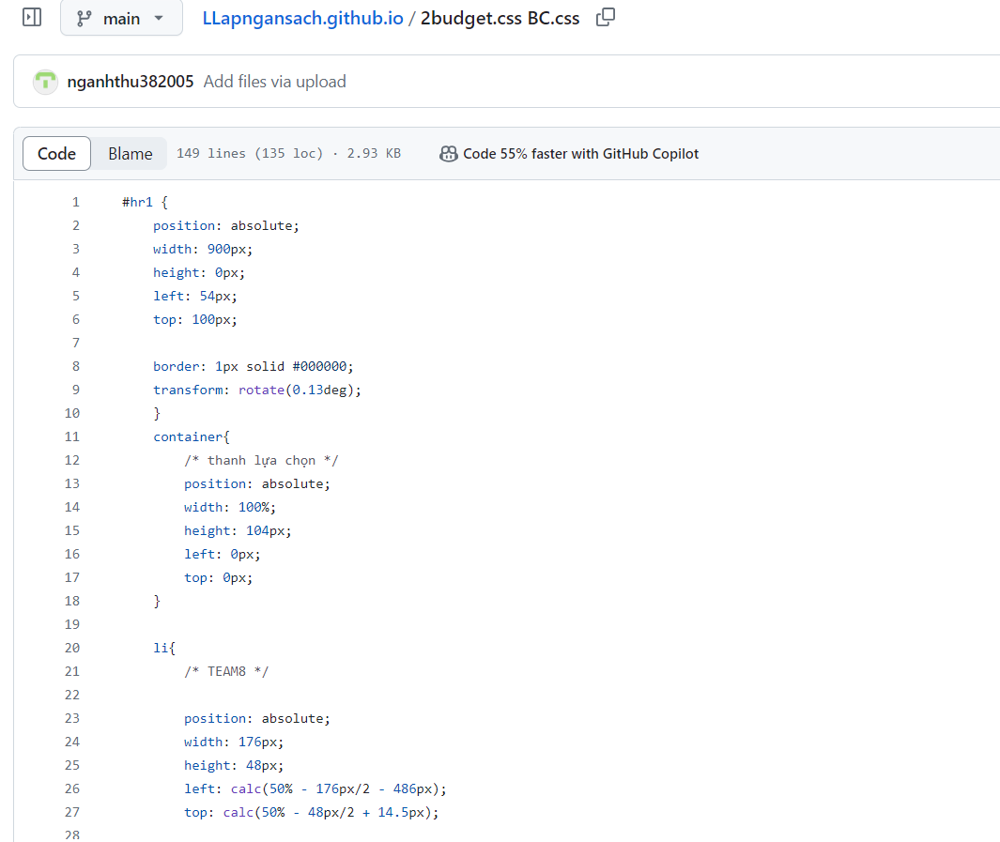 main
LLapngansach.github.io / 2budget.css BC.css
nganhthu382005 Add files via upload
Code Blame 149 lines (135 loc) · 2.93 KB Code 55% faster with GitHub Copilot
1 #hr1 {
2 position: absolute;
3 width: 900px;
4 height: 0px;
5 left: 54px;
6 top: 100px;
7
8 border: 1px solid #000000;
9 transform: rotate(0.13deg);
10 }
11 container{
12 /* thanh lựa chọn */
13 position: absolute;
14 width: 100%;
15 height: 104px;
16 left: 0px;
17 top: 0px;
18 }
19
20 li{
21 /* TEAM8 */
22
23 position: absolute;
24 width: 176px;
25 height: 48px;
26 left: calc(50% - 176px/2 - 486px);
27 top: calc(50% - 48px/2 + 14.5px);
28